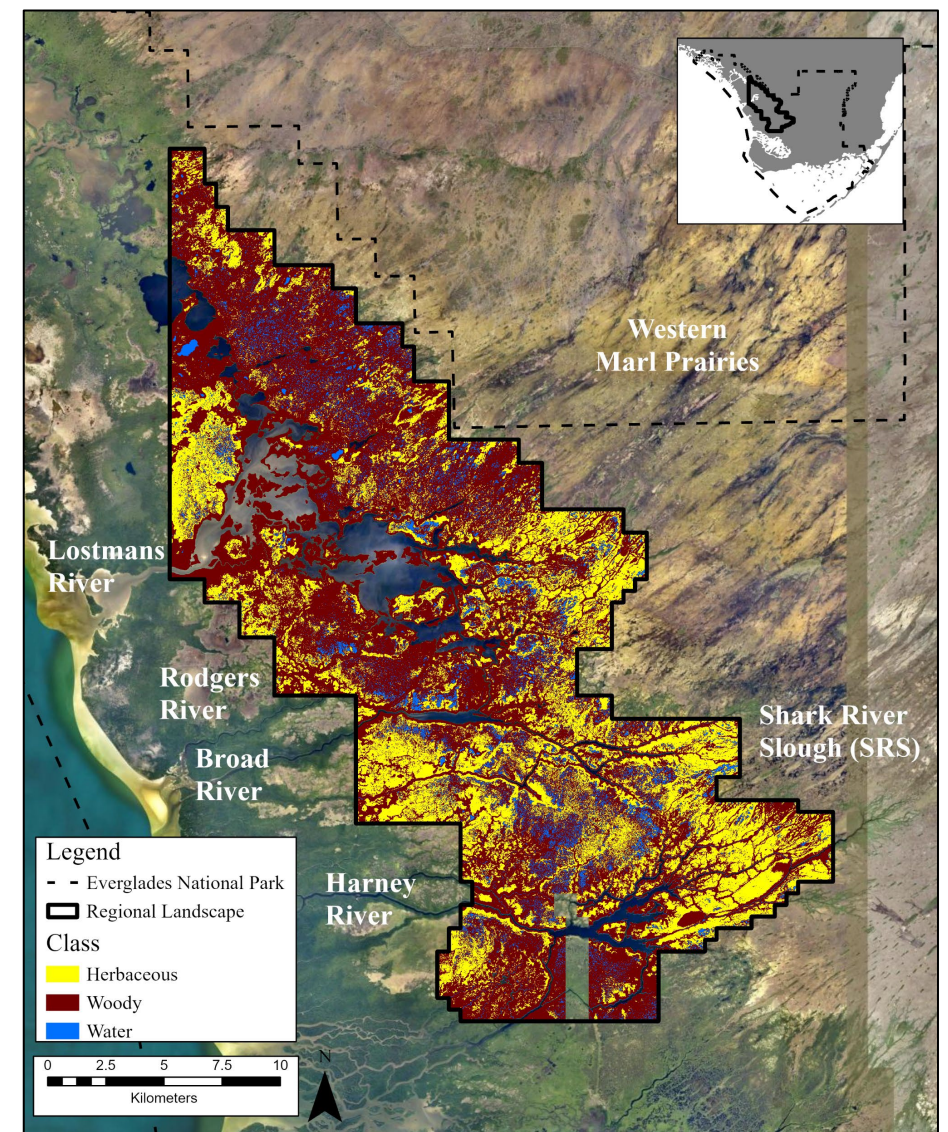 Western
Marl Prairies
Lostmans
River
Rodgers
River
Shark River
Slough (SRS)
Broad
River
Harney
River
Legend
Everglades National Park
Regional Landscape
Class
Herbaceous
Woody
Water
N
0 2.5 5 7.5 10
Kilometers